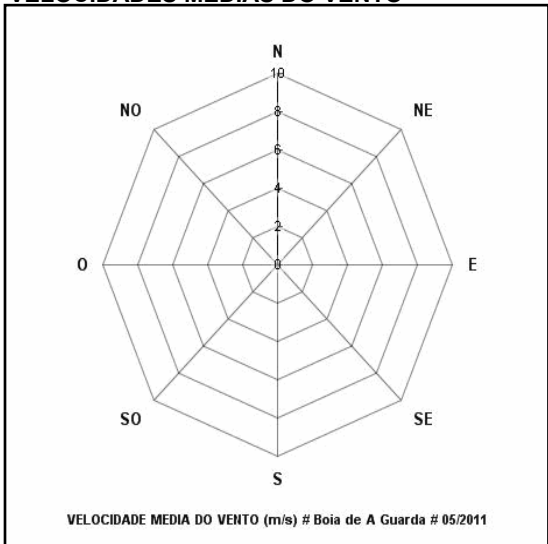 VELOCIDADES MEDIAS DO VENTO
N
10
NO
NE
8
6
4
2
O
0
E
SO
SE
S
VELOCIDADE MEDIA DO VENTO (m/s) # Boia de A Guarda # 05/2011